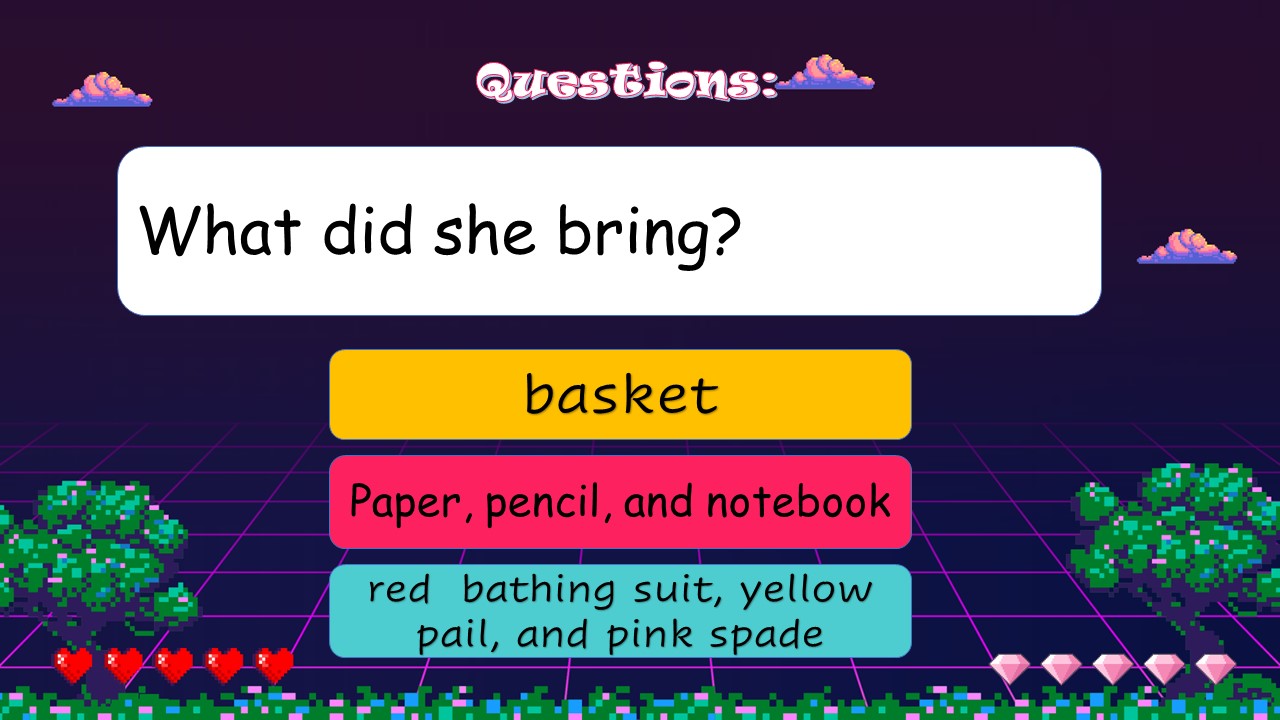 Questions:
What did she bring?
basket
Paper, pencil, and notebook
red  bathing suit, yellow
pail, and pink spade